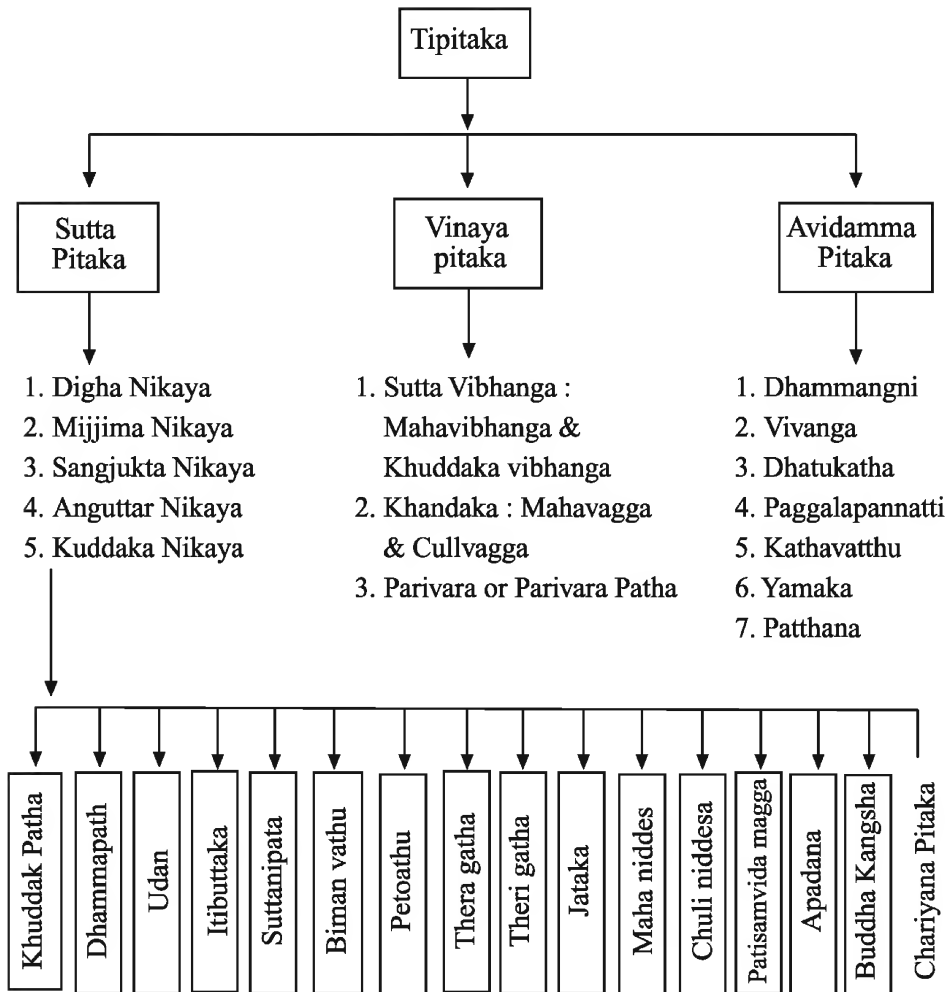 Tipitaka
Sutta
Pitaka
Vinaya
pitaka
Avidamma
Pitaka
1. Digha Nikaya
2. Mijjima Nikaya
3. Sangjukta Nikaya
4. Anguttar Nikaya
5. Kuddaka Nikaya
1. Sutta Vibhanga :
Mahavibhanga &
Khuddaka vibhanga
2. Khandaka : Mahavagga
& Cullvagga
3. Parivara or Parivara Patha
1. Dhammangni
2. Vivanga
3. Dhatukatha
4. Paggalapannatti
5. Kathavatthu
6. Yamaka
7. Patthana
Khuddak Patha
Dhammapath
Udan
Itibuttaka
Suttanipata
Biman vathu
Petoathu
Thera gatha
Theri gatha
Jataka
Maha niddes
Chuli niddesa
Patisamvida magga
Apadana
Buddha Kangsha
Chariyana Pitaka